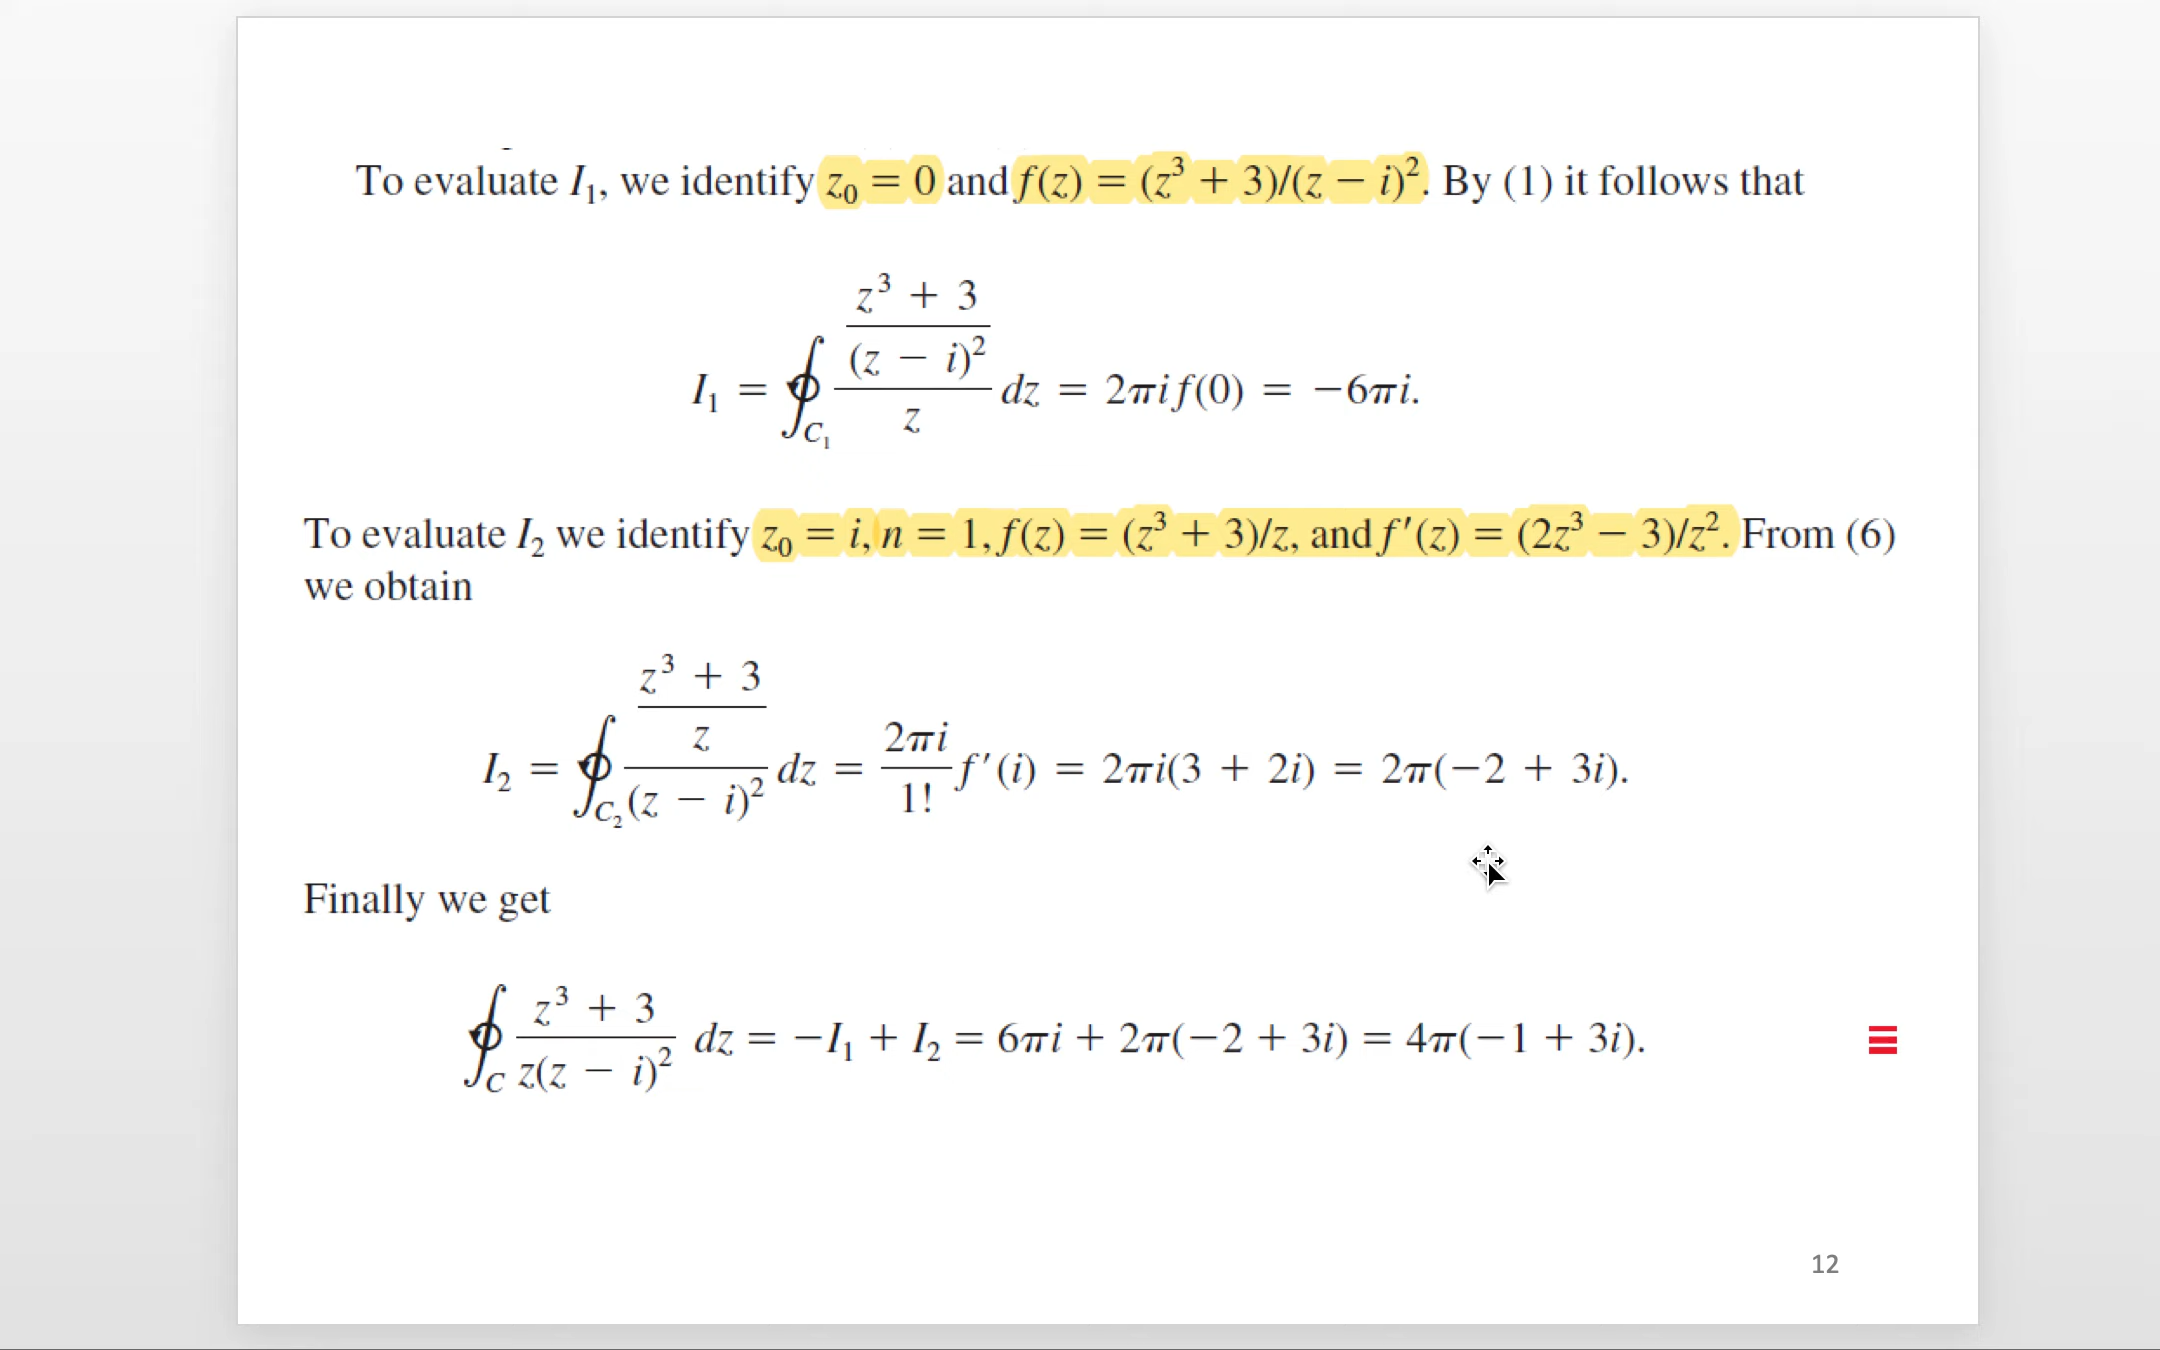 To evaluate I₁, we identify z₀ = 0 and f(z) = (z³ + 3)/(z − i)². By (1) it follows that
I₁ = ∮_C₁ ((z³ + 3)/(z − i)²)/z dz = 2πi f(0) = −6πi.
To evaluate I₂ we identify z₀ = i, n = 1, f(z) = (z³ + 3)/z, and f′(z) = (2z³ − 3)/z². From (6)
we obtain
I₂ = ∮_C₂ ((z³ + 3)/z)/(z − i)² dz = (2πi/1!) f′(i) = 2πi(3 + 2i) = 2π(−2 + 3i).
Finally we get
∮_C (z³ + 3)/(z(z − i)²) dz = −I₁ + I₂ = 6πi + 2π(−2 + 3i) = 4π(−1 + 3i).
12